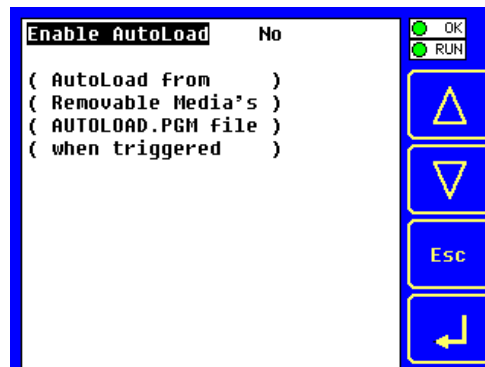 Enable AutoLoad No
( AutoLoad from )
( Removable Media's )
( AUTOLOAD.PGM file )
( when triggered )
OK
RUN
Esc